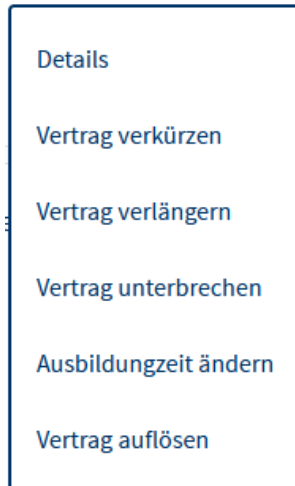 Details
Vertrag verkürzen
Vertrag verlängern
Vertrag unterbrechen
Ausbildungzeit ändern
Vertrag auflösen